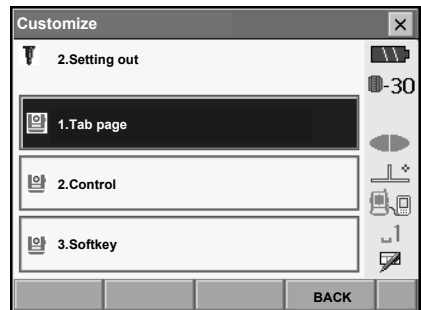 Customize
2.Setting out
-30
1.Tab page
2.Control
1
3.Softkey
BACK